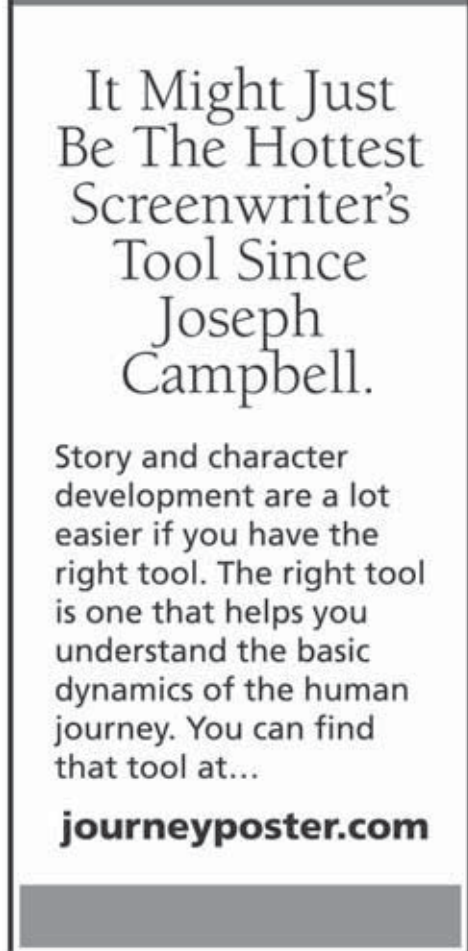 It Might Just
Be The Hottest
Screenwriter's
Tool Since
Joseph
Campbell.
Story and character
development are a lot
easier if you have the
right tool. The right tool
is one that helps you
understand the basic
dynamics of the human
journey. You can find
that tool at...
journeyposter.com